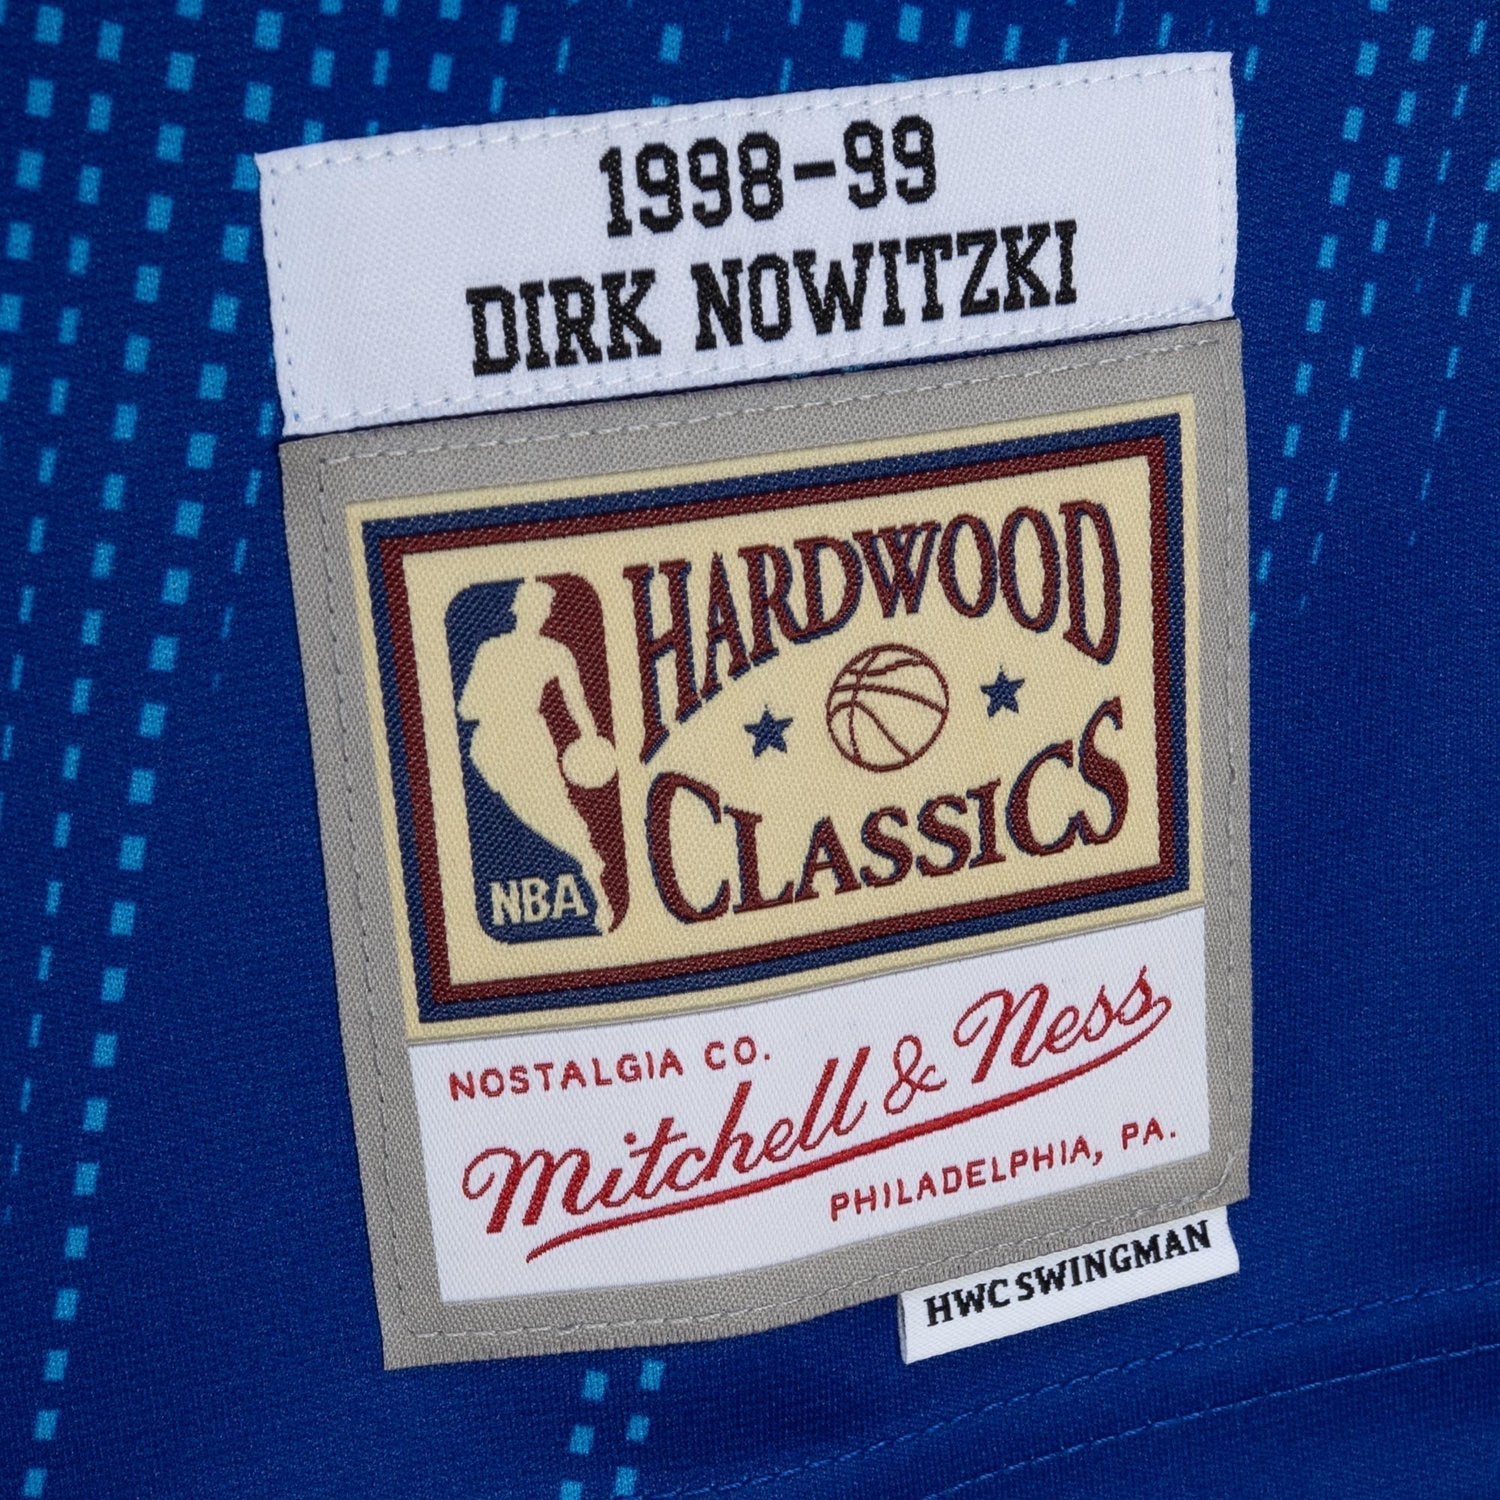 1998-99
DIRK NOWITZKI
HARDWOOD
CLASSICS
NBA
NOSTALGIA CO.
Mitchell & Ness
PHILADELPHIA, PA.
HWC SWINGMAN